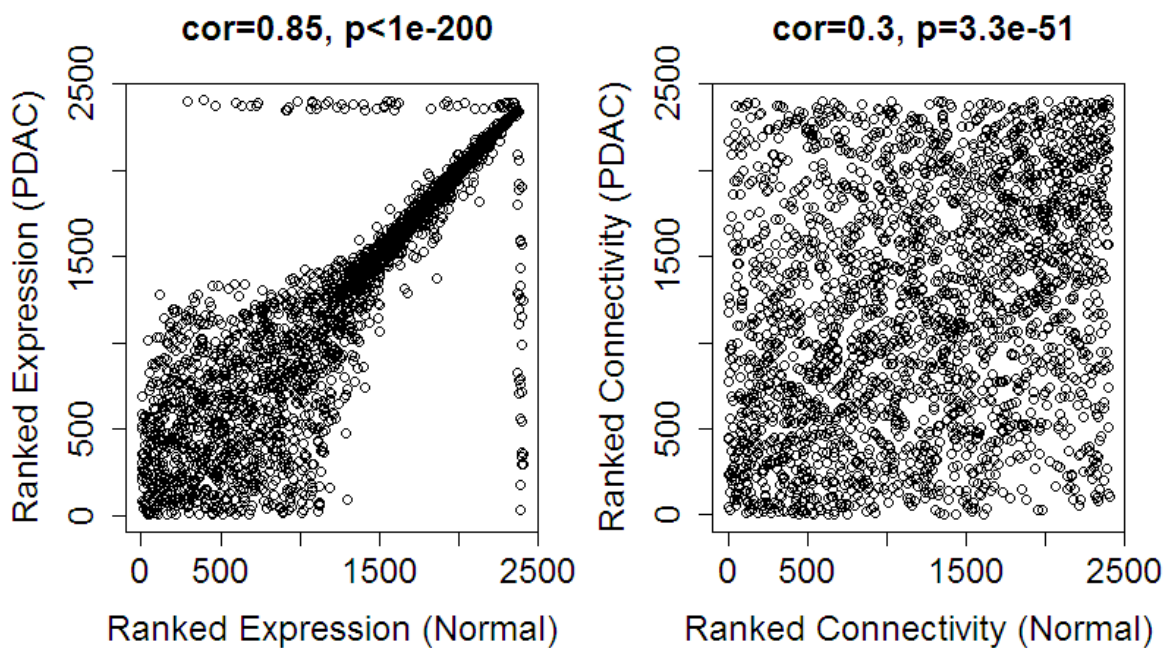 cor=0.85, p<1e-200
Ranked Expression (PDAC)
2500
1500
500
0
0
500
1500
2500
Ranked Expression (Normal)
cor=0.3, p=3.3e-51
Ranked Connectivity (PDAC)
2500
1500
500
0
0
500
1500
2500
Ranked Connectivity (Normal)